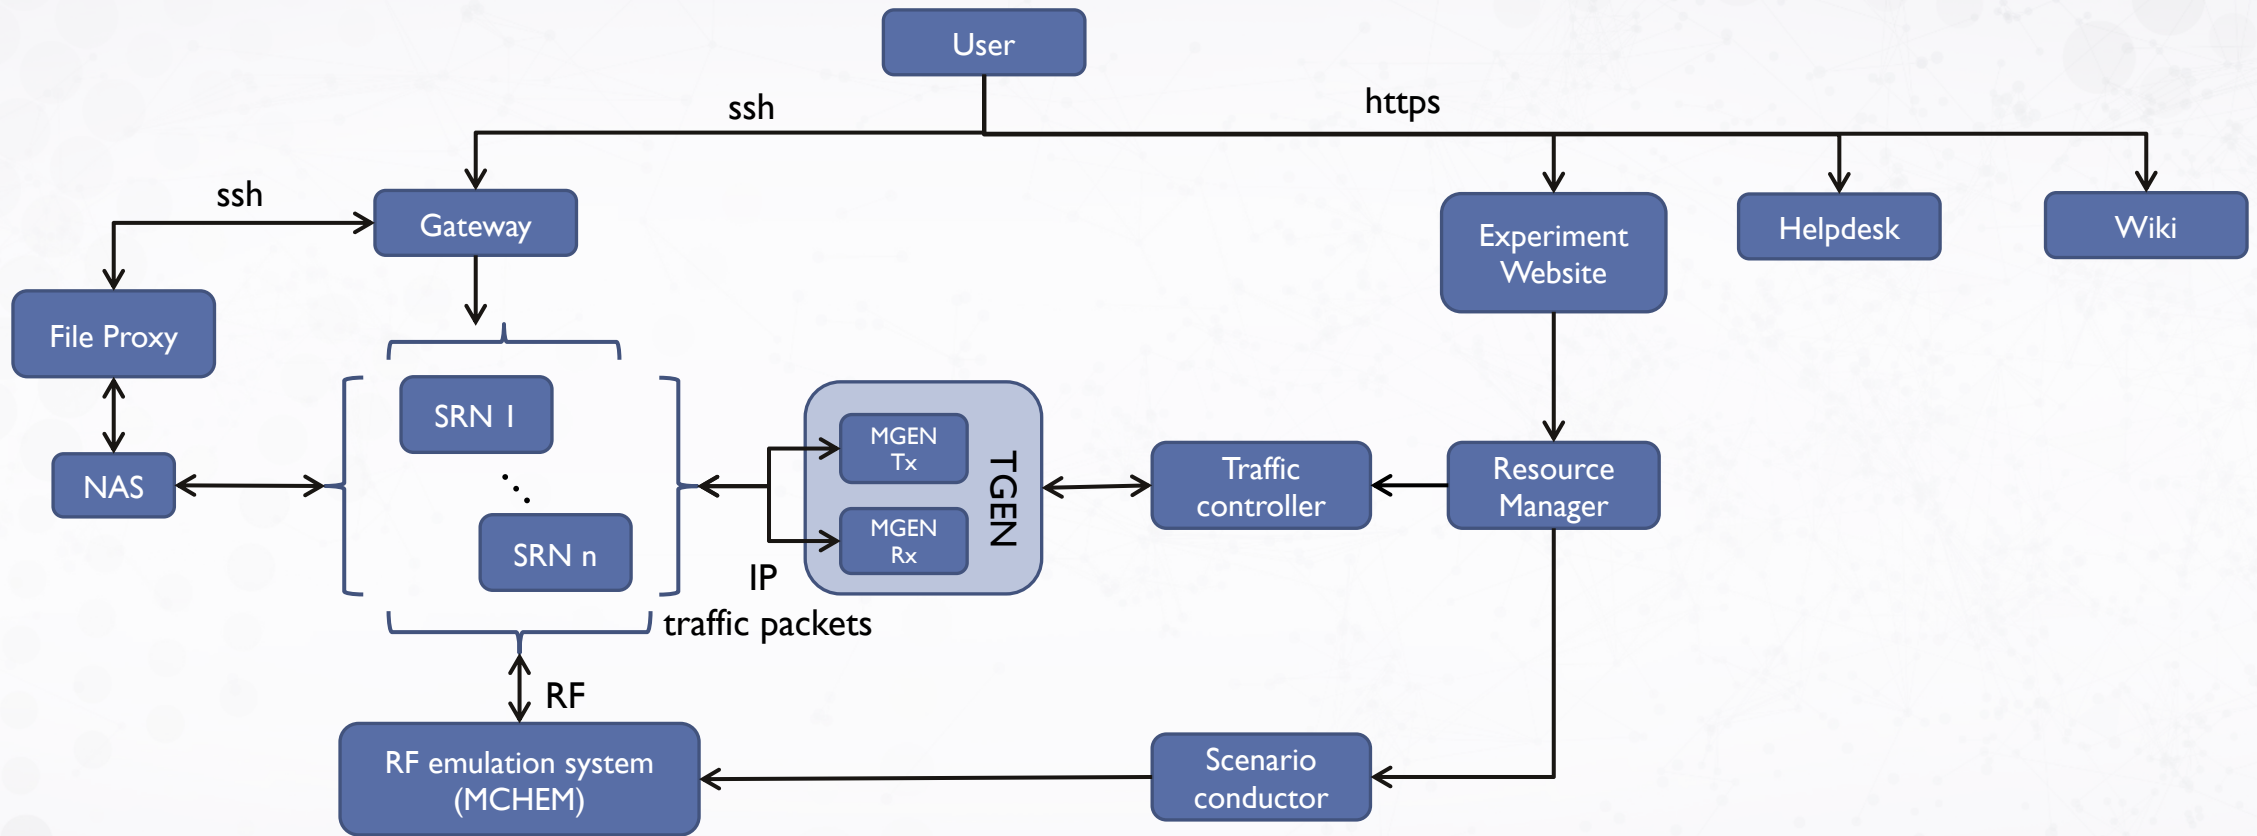 User
ssh
https
ssh
Gateway
Experiment
Website
Helpdesk
Wiki
File Proxy
SRN 1
MGEN
Tx
TGEN
Traffic
controller
Resource
Manager
NAS
SRN n
MGEN
Rx
IP
traffic packets
RF
RF emulation system
(MCHEM)
Scenario
conductor